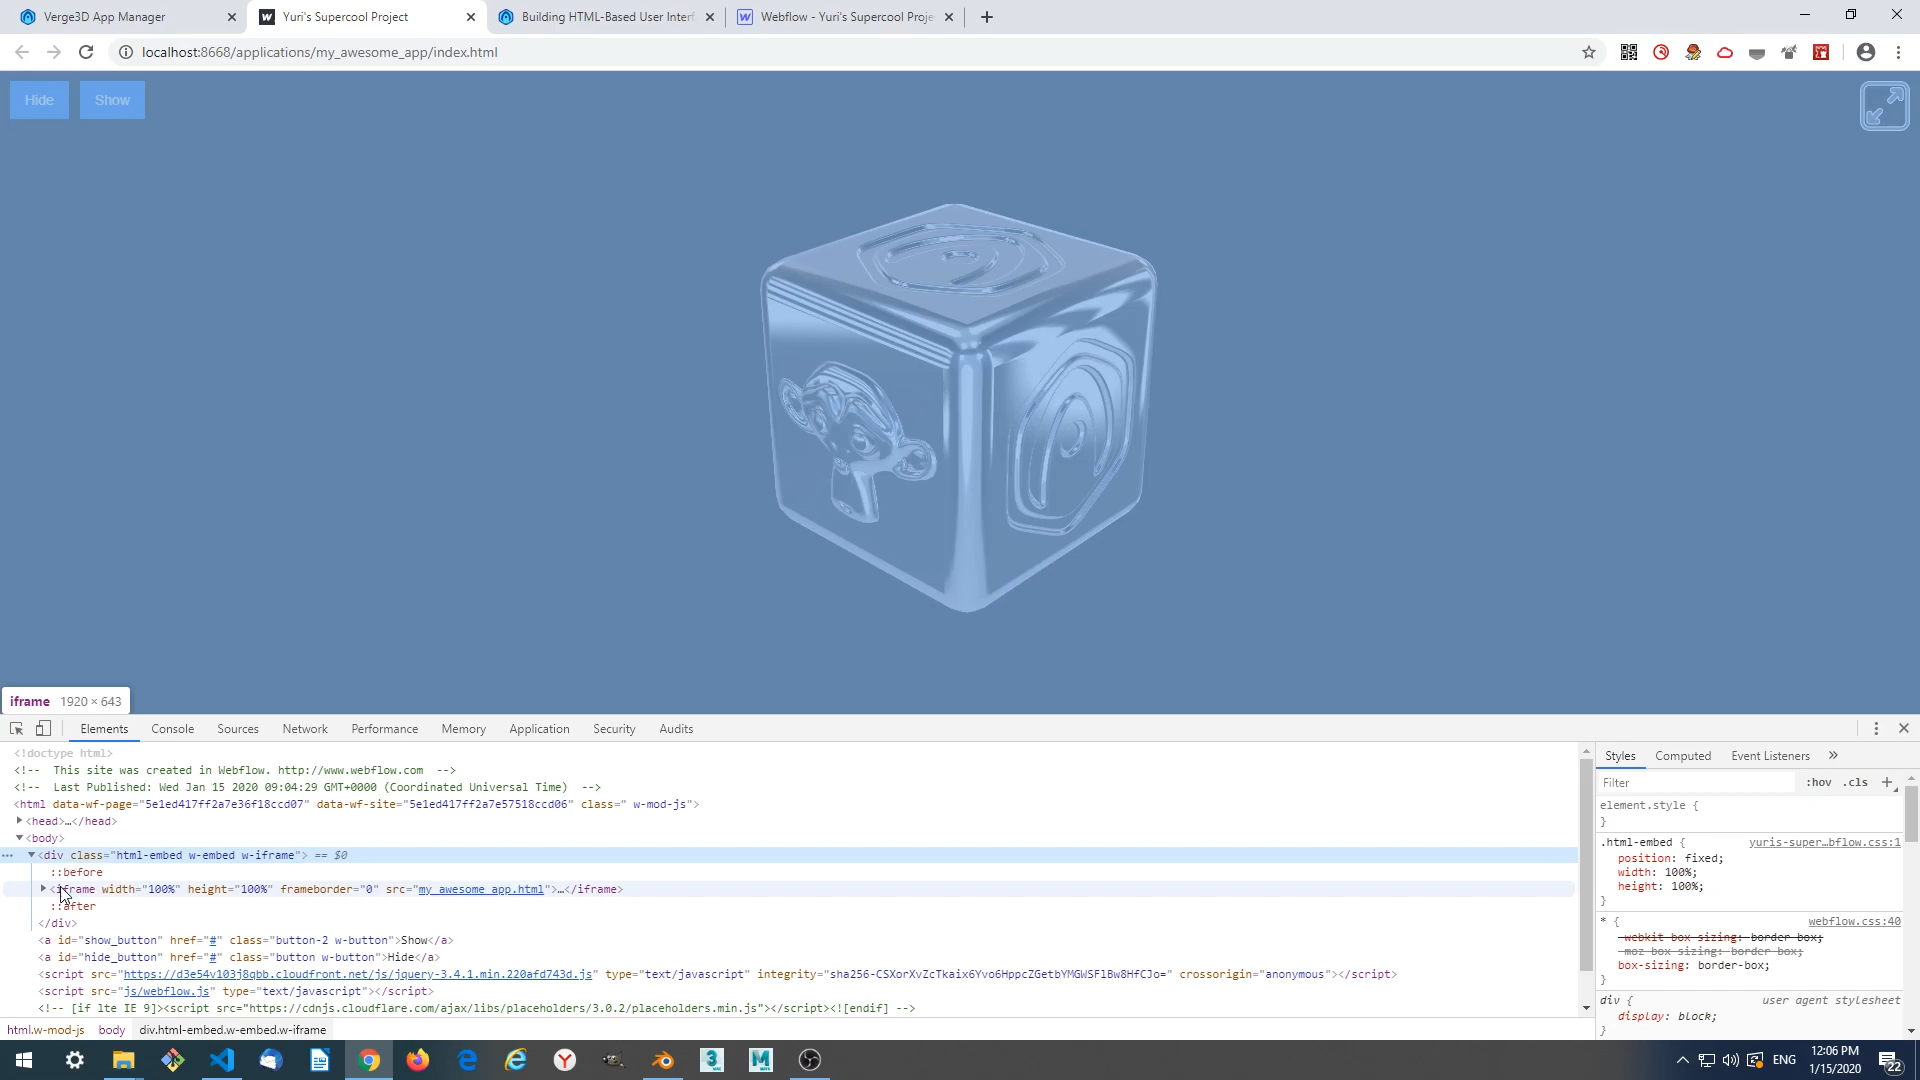 Verge3D App Manager
Yuri's Supercool Project
Building HTML-Based User Interf
Webflow - Yuri's Supercool Proje
localhost:8668/applications/my_awesome_app/index.html
Hide
Show
iframe 1920 × 643
Elements
Console
Sources
Network
Performance
Memory
Application
Security
Audits
<!doctype html>
<!-- This site was created in Webflow. http://www.webflow.com -->
<!-- Last Published: Wed Jan 15 2020 09:04:29 GMT+0000 (Coordinated Universal Time) -->
<html data-wf-page="5e1ed417ff2a7e36f18ccd07" data-wf-site="5e1ed417ff2a7e57518ccd06" class=" w-mod-js">
<head>…</head>
<body>
<div class="html-embed w-embed w-iframe"> == $0
::before
<iframe width="100%" height="100%" frameborder="0" src="my_awesome_app.html">…</iframe>
::after
</div>
<a id="show_button" href="#" class="button-2 w-button">Show</a>
<a id="hide_button" href="#" class="button w-button">Hide</a>
<script src="https://d3e54v103j8qbb.cloudfront.net/js/jquery-3.4.1.min.220afd743d.js" type="text/javascript" integrity="sha256-CSXorXvZcTkaix6Yvo6HppcZGetbYMGWSFlBw8HfCJo=" crossorigin="anonymous"></script>
<script src="js/webflow.js" type="text/javascript"></script>
<!-- [if lte IE 9]><script src="https://cdnjs.cloudflare.com/ajax/libs/placeholders/3.0.2/placeholders.min.js"></script><![endif] -->
html.w-mod-js
body
div.html-embed.w-embed.w-iframe
Styles
Computed
Event Listeners
Filter
:hov .cls
element.style {
}
.html-embed { yuris-super…bflow.css:1
position: fixed;
width: 100%;
height: 100%;
}
* { webflow.css:40
-webkit-box-sizing: border-box;
-moz-box-sizing: border-box;
box-sizing: border-box;
}
div { user agent stylesheet
display: block;
}
ENG
12:06 PM
1/15/2020
22